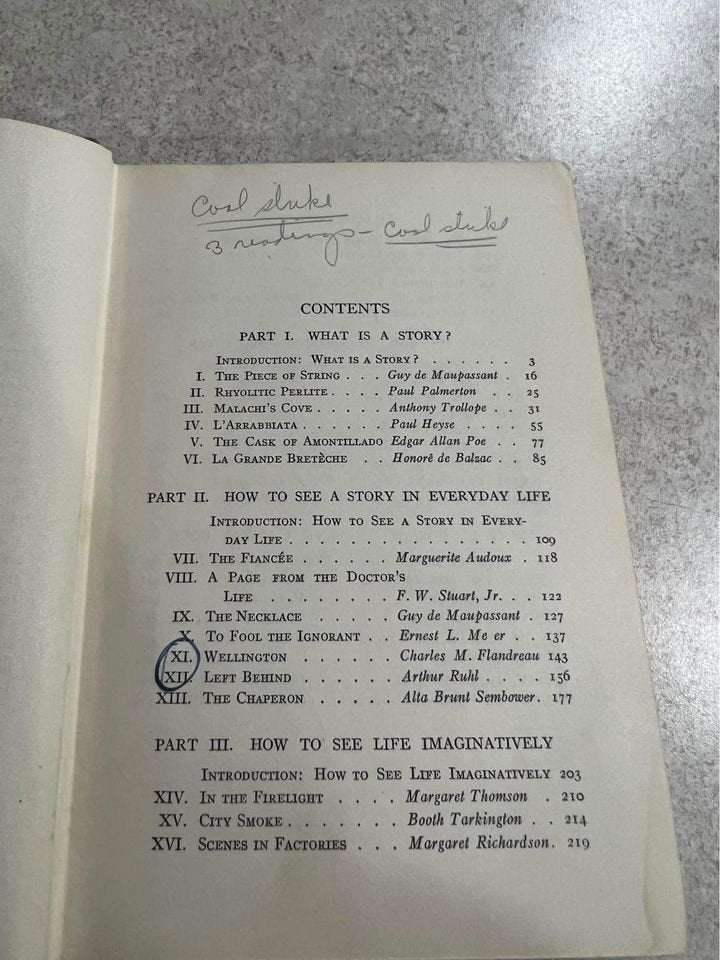 Coal strike
3 readings - Coal strike
CONTENTS
PART I. WHAT IS A STORY?
INTRODUCTION: WHAT IS A STORY? . . . . . . 3
I. THE PIECE OF STRING . . . Guy de Maupassant . 16
II. RHYOLITIC PERLITE . . . . Paul Palmerton . . 25
III. MALACHI'S COVE . . . . . Anthony Trollope . . 31
IV. L'ARRABBIATA . . . . . Paul Heyse . . . . 55
V. THE CASK OF AMONTILLADO Edgar Allan Poe . . 77
VI. LA GRANDE BRETÈCHE . . Honoré de Balzac . . 85
PART II. HOW TO SEE A STORY IN EVERYDAY LIFE
INTRODUCTION: HOW TO SEE A STORY IN EVERY-
DAY LIFE . . . . . . . . . . . . . . . . 109
VII. THE FIANCÉE . . . . . . Marguerite Audoux . 118
VIII. A PAGE FROM THE DOCTOR'S
LIFE . . . . . . . . F. W. Stuart, Jr. . . 122
IX. THE NECKLACE . . . . . Guy de Maupassant . 127
X. TO FOOL THE IGNORANT . . Ernest L. Me er . . 137
XI. WELLINGTON . . . . . . Charles M. Flandreau 143
XII. LEFT BEHIND . . . . . . Arthur Ruhl . . . . 156
XIII. THE CHAPERON . . . . . Alta Brunt Sembower. 177
PART III. HOW TO SEE LIFE IMAGINATIVELY
INTRODUCTION: HOW TO SEE LIFE IMAGINATIVELY 203
XIV. IN THE FIRELIGHT . . . . Margaret Thomson . 210
XV. CITY SMOKE . . . . . . . Booth Tarkington . . 214
XVI. SCENES IN FACTORIES . . . Margaret Richardson. 219